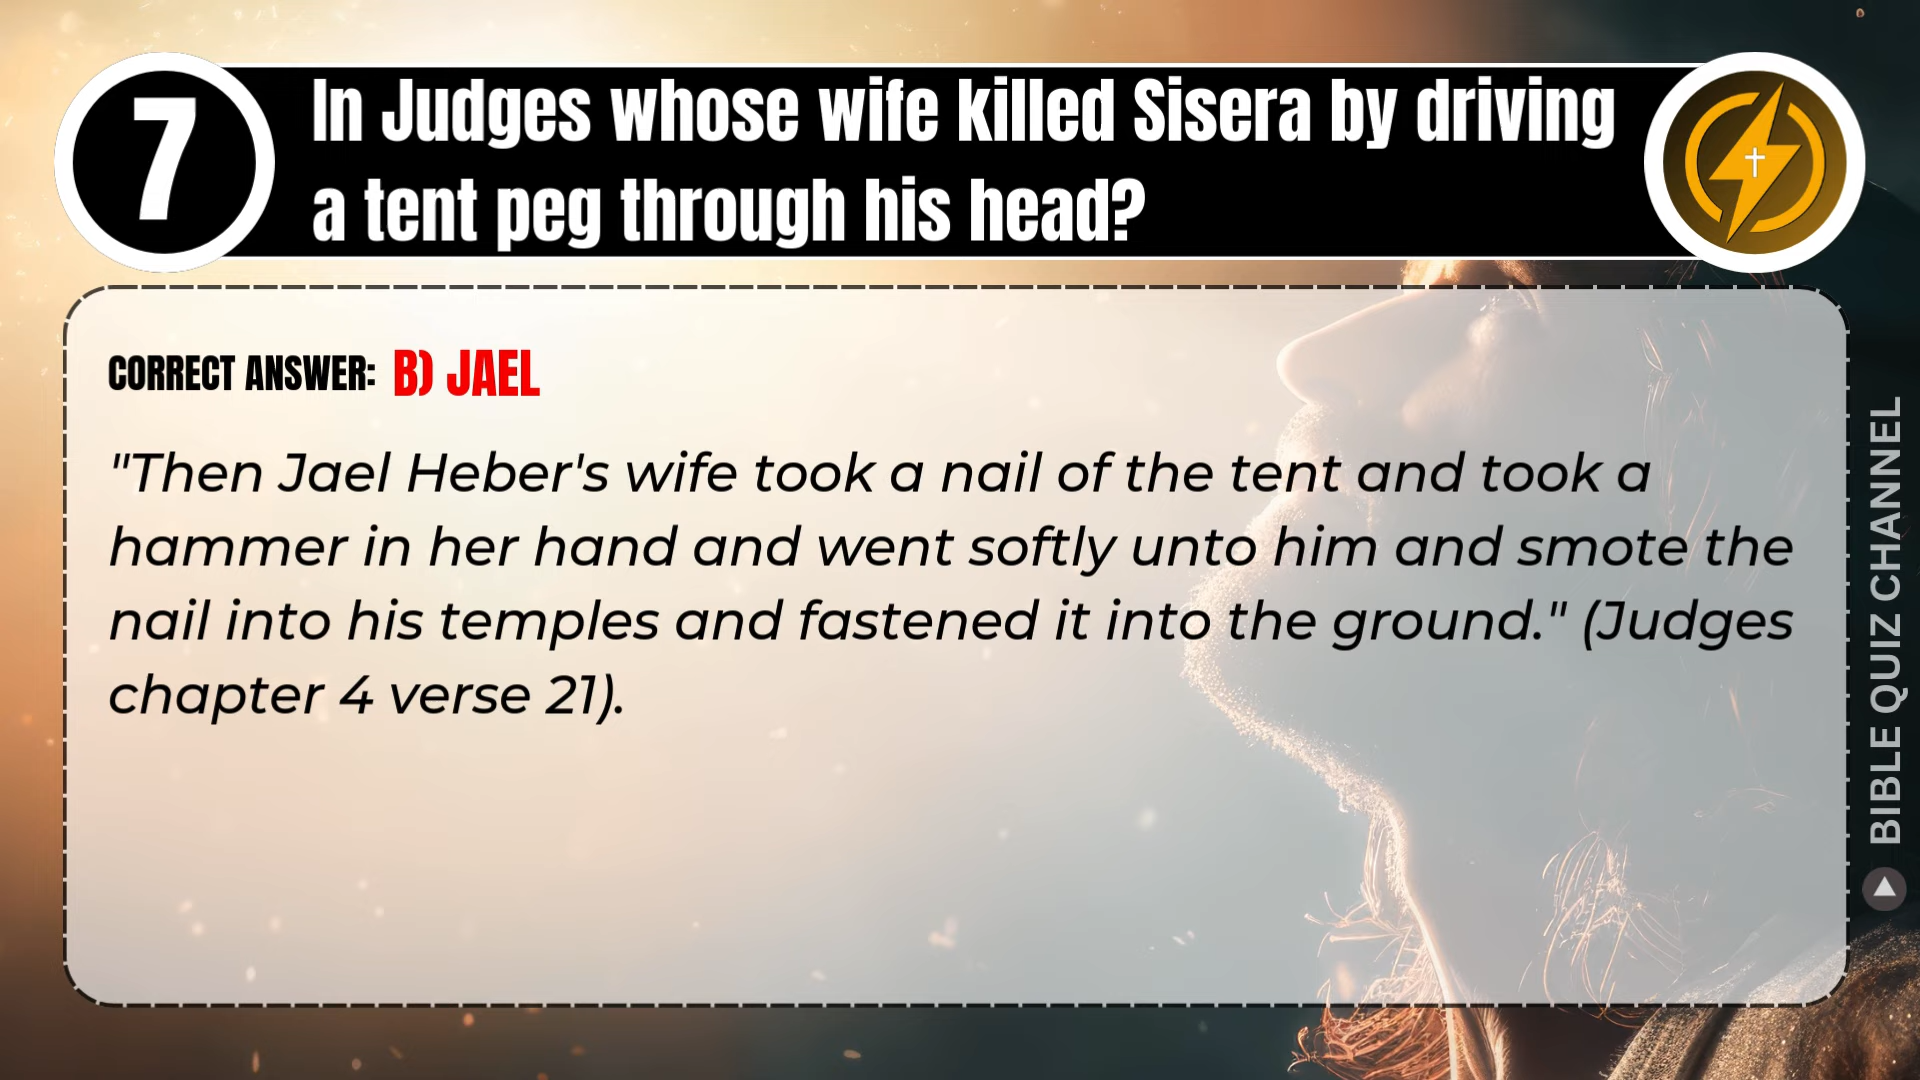 7
In Judges whose wife killed Sisera by driving
a tent peg through his head?
CORRECT ANSWER: B) JAEL
"Then Jael Heber's wife took a nail of the tent and took a
hammer in her hand and went softly unto him and smote the
nail into his temples and fastened it into the ground." (Judges
chapter 4 verse 21).
BIBLE QUIZ CHANNEL